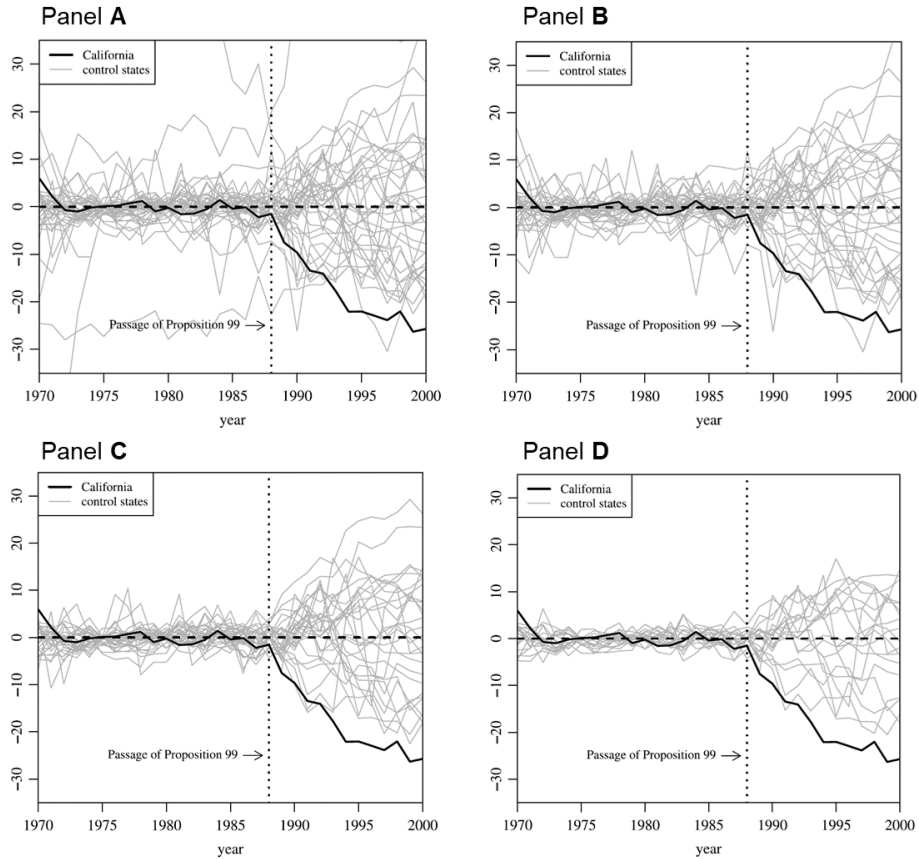 Panel A
California
control states
30
20
10
0
−10
−20
−30
Passage of Proposition 99
1970 1975 1980 1985 1990 1995 2000
year
Panel B
California
control states
30
20
10
0
−10
−20
−30
Passage of Proposition 99
1970 1975 1980 1985 1990 1995 2000
year
Panel C
California
control states
30
20
10
0
−10
−20
−30
Passage of Proposition 99
1970 1975 1980 1985 1990 1995 2000
year
Panel D
California
control states
30
20
10
0
−10
−20
−30
Passage of Proposition 99
1970 1975 1980 1985 1990 1995 2000
year